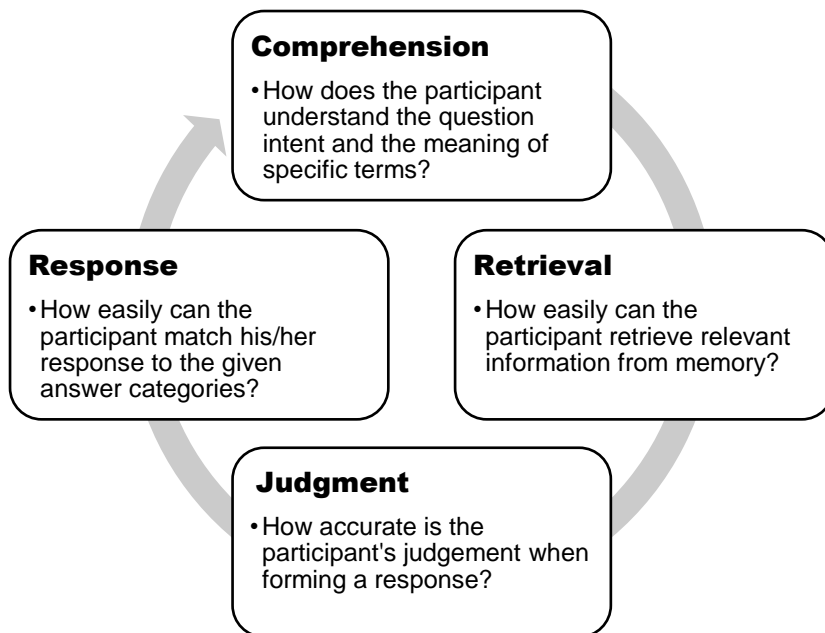 Comprehension
•How does the participant
understand the question
intent and the meaning of
specific terms?
Retrieval
•How easily can the
participant retrieve relevant
information from memory?
Judgment
•How accurate is the
participant's judgement when
forming a response?
Response
•How easily can the
participant match his/her
response to the given
answer categories?